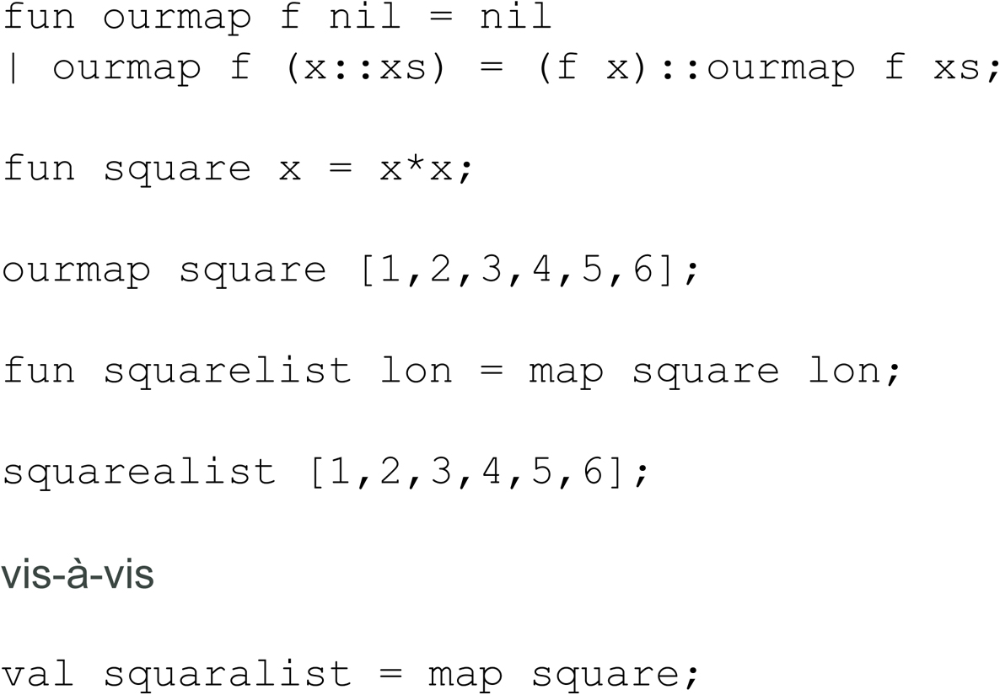 fun ourmap f nil = nil
| ourmap f (x::xs) = (f x)::ourmap f xs;
fun square x = x*x;
ourmap square [1,2,3,4,5,6];
fun squarelist lon = map square lon;
squarealist [1,2,3,4,5,6];
vis-à-vis
val squaralist = map square;